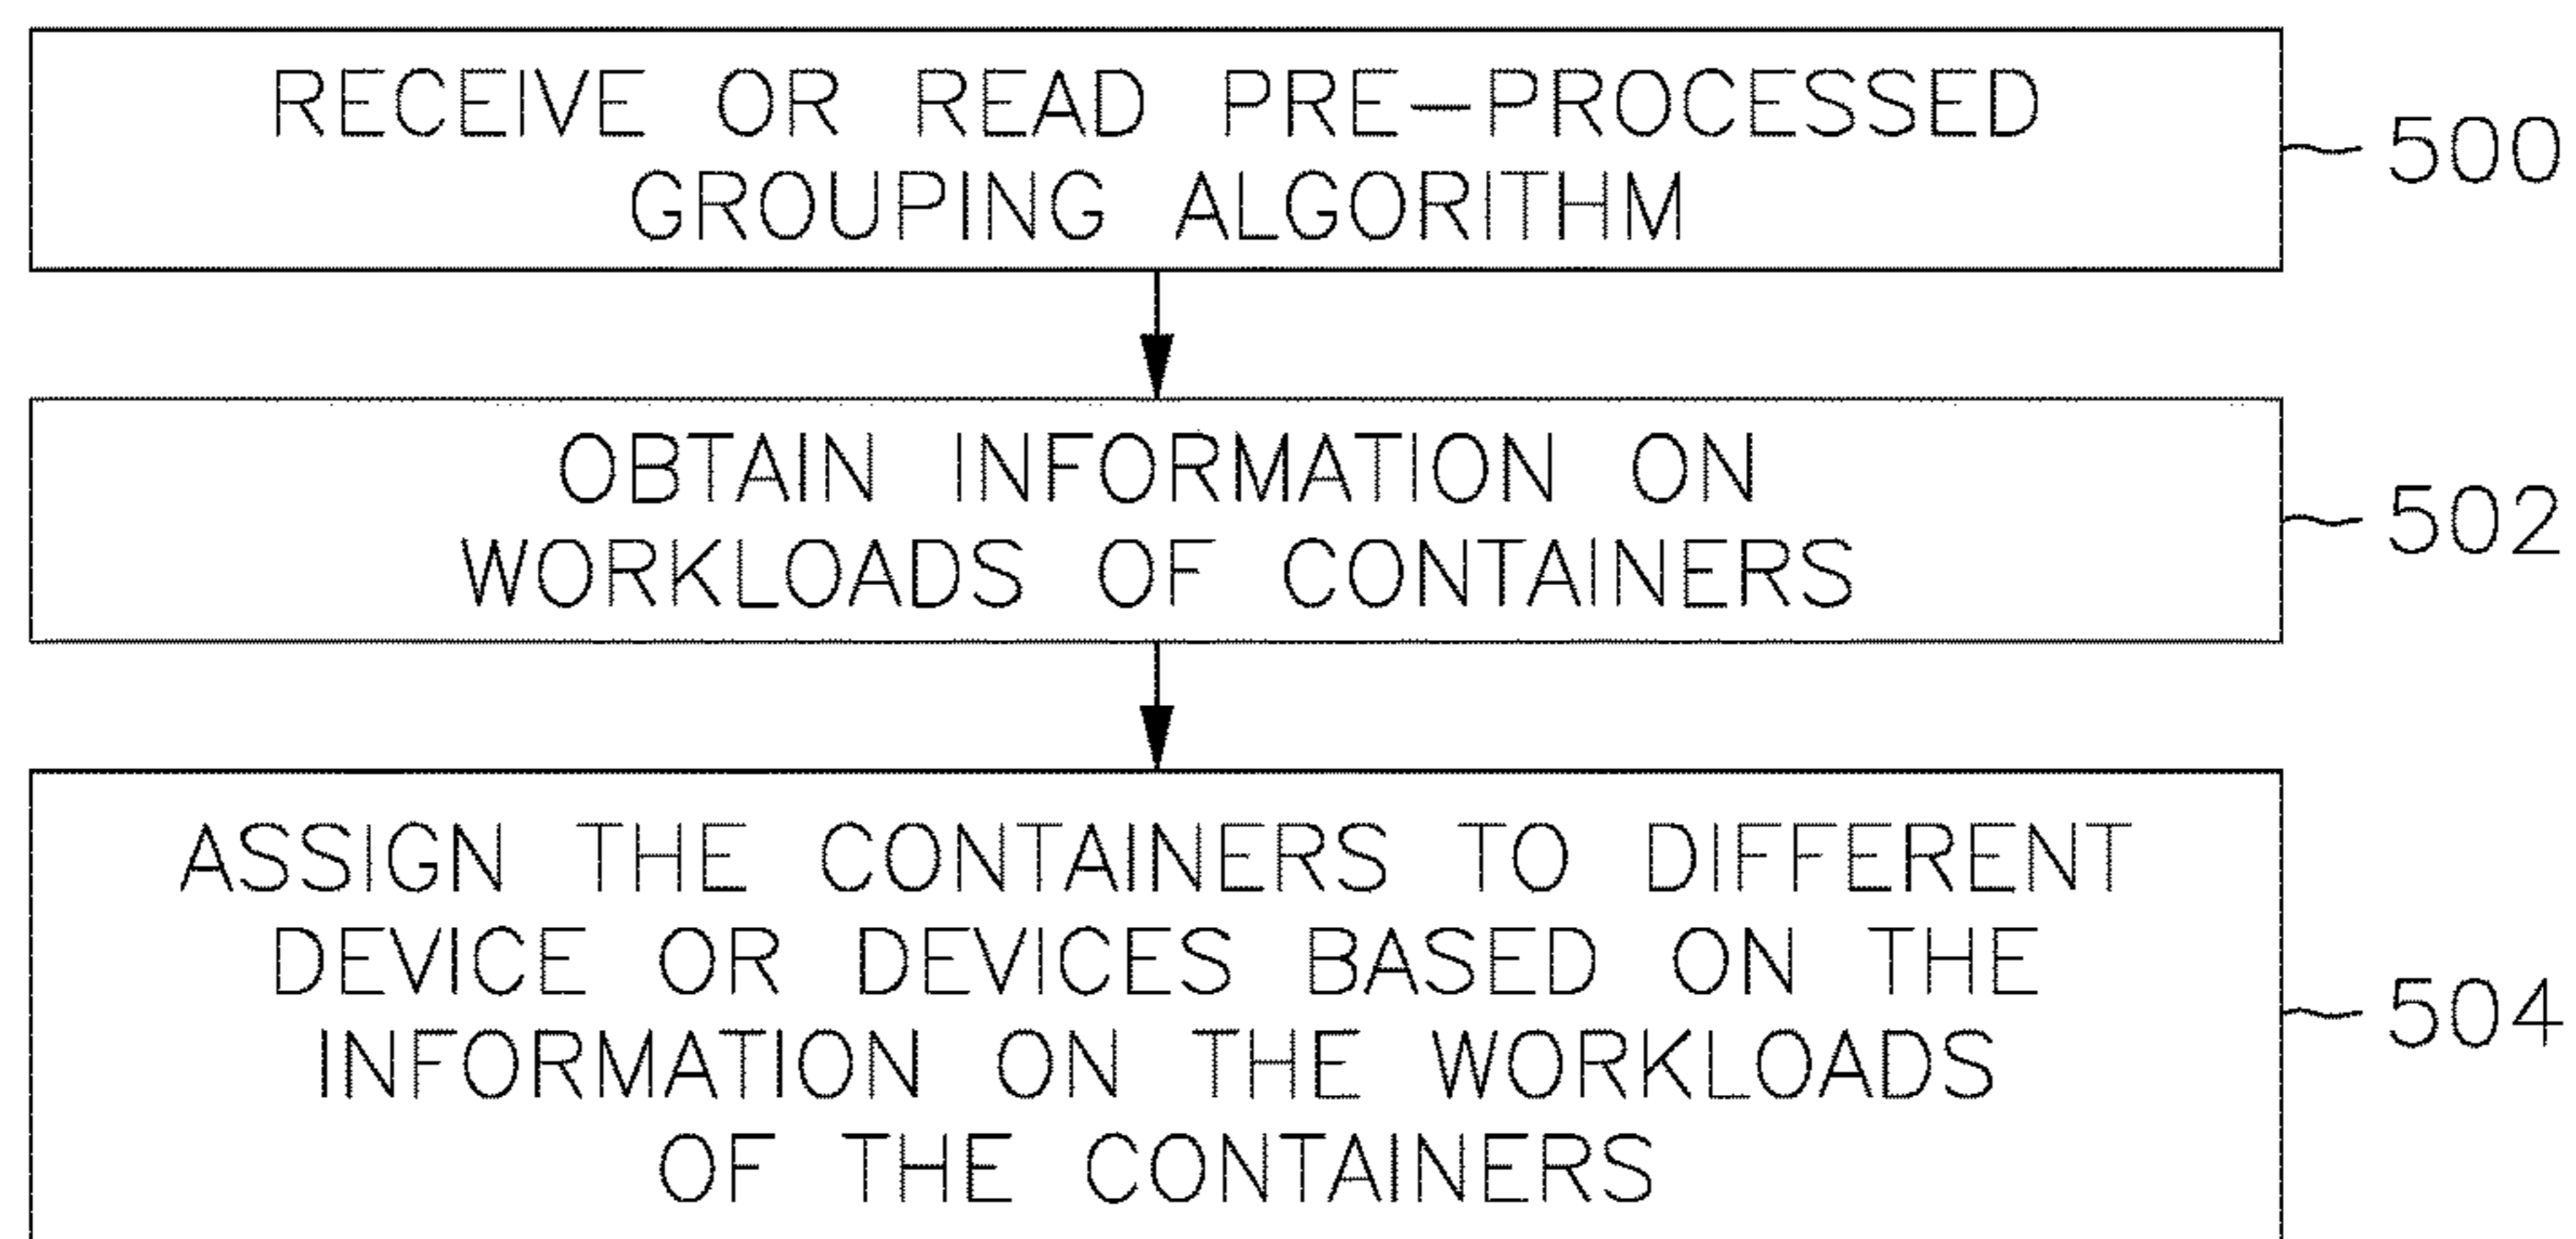 RECEIVE OR READ PRE-PROCESSED
GROUPING ALGORITHM
500
OBTAIN INFORMATION ON
WORKLOADS OF CONTAINERS
502
ASSIGN THE CONTAINERS TO DIFFERENT
DEVICE OR DEVICES BASED ON THE
INFORMATION ON THE WORKLOADS
OF THE CONTAINERS
504